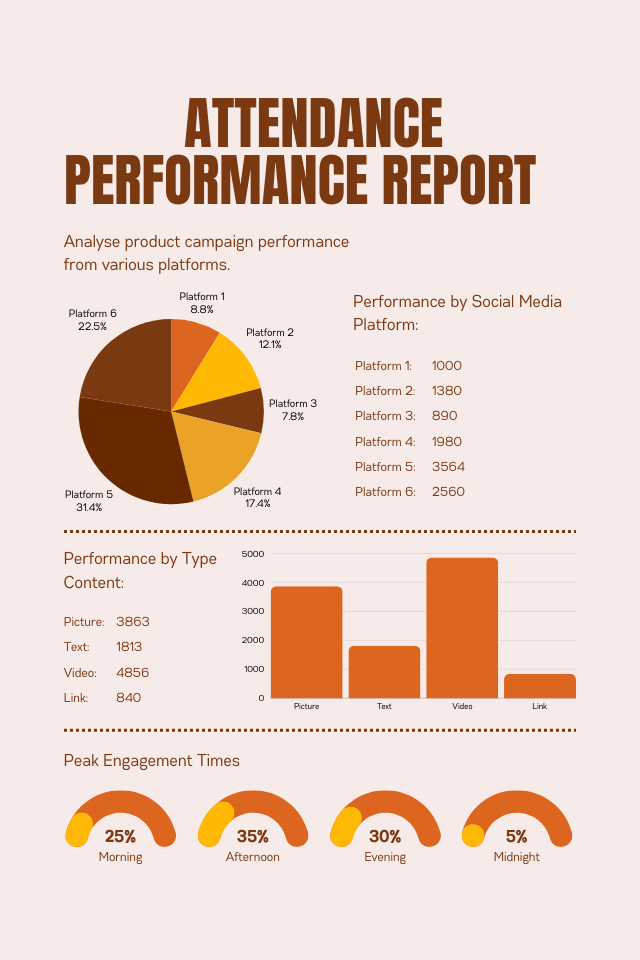 ATTENDANCE
PERFORMANCE REPORT
Analyse product campaign performance
from various platforms.
Platform 1
8.8%
Platform 2
12.1%
Platform 3
7.8%
Platform 4
17.4%
Platform 5
31.4%
Platform 6
22.5%
Performance by Social Media
Platform:
Platform 1: 1000
Platform 2: 1380
Platform 3: 890
Platform 4: 1980
Platform 5: 3564
Platform 6: 2560
Performance by Type
Content:
Picture: 3863
Text: 1813
Video: 4856
Link: 840
5000
4000
3000
2000
1000
0
Picture Text Video Link
Peak Engagement Times
25% 35% 30% 5%
Morning Afternoon Evening Midnight